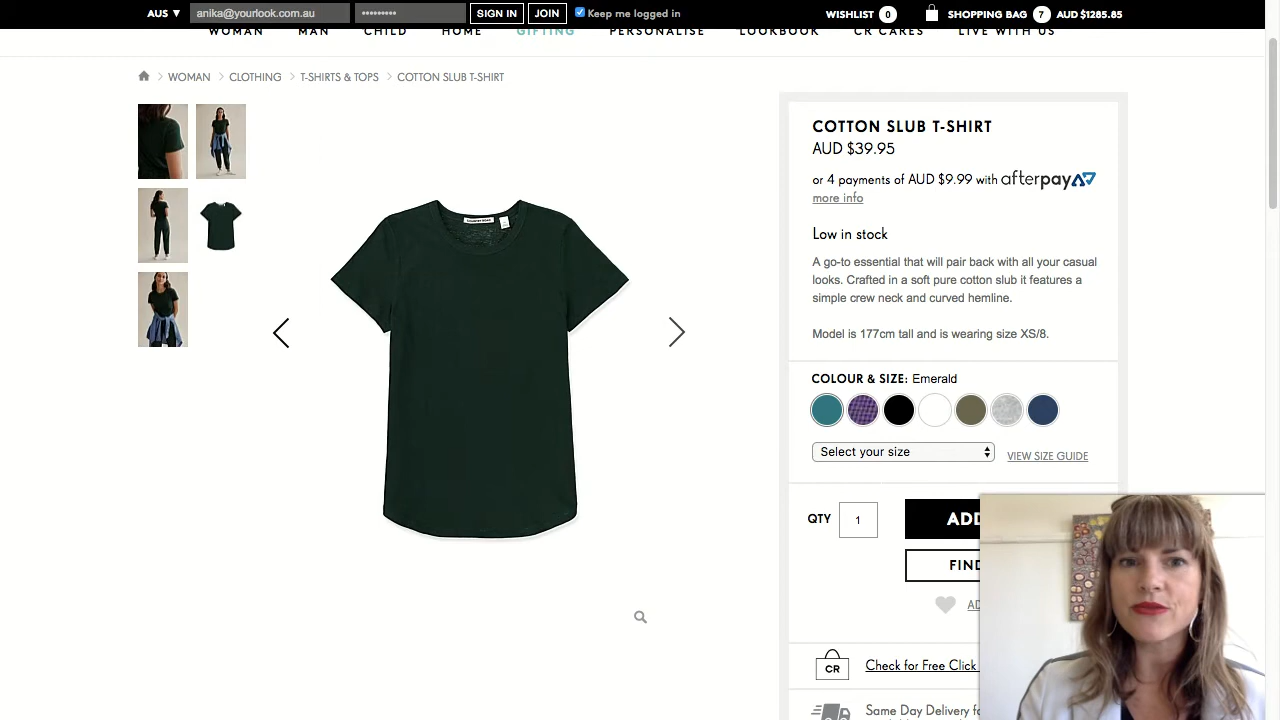 AUS ▼ anika@yourlook.com.au ••••••••• SIGN IN JOIN Keep me logged in WISHLIST 0 SHOPPING BAG 7 AUD $1285.85
WOMAN MAN CHILD HOME GIFTING PERSONALISE LOOKBOOK CR CARES LIVE WITH US
WOMAN CLOTHING T-SHIRTS & TOPS COTTON SLUB T-SHIRT
COTTON SLUB T-SHIRT
AUD $39.95
or 4 payments of AUD $9.99 with afterpay
more info
Low in stock
A go-to essential that will pair back with all your casual
looks. Crafted in a soft pure cotton slub it features a
simple crew neck and curved hemline.
Model is 177cm tall and is wearing size XS/8.
COLOUR & SIZE: Emerald
Select your size VIEW SIZE GUIDE
QTY 1 ADD
FIND
AD
CR Check for Free Click
Same Day Delivery fo
COUNTRY ROAD